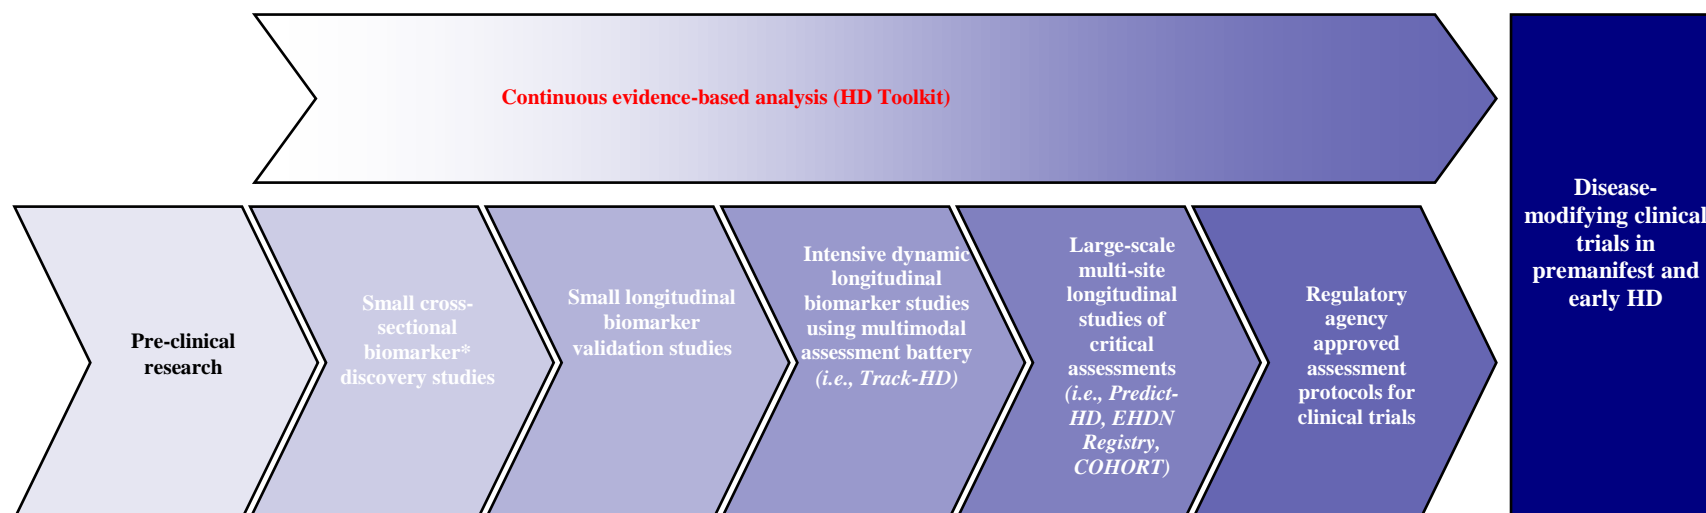 Continuous evidence-based analysis (HD Toolkit)
Pre-clinical
research
Small cross-
sectional
biomarker*
discovery studies
Small longitudinal
biomarker
validation studies
Intensive dynamic
longitudinal
biomarker studies
using multimodal
assessment battery
(i.e., Track-HD)
Large-scale
multi-site
longitudinal
studies of
critical
assessments
(i.e., Predict-
HD, EHDN
Registry,
COHORT)
Regulatory
agency
approved
assessment
protocols for
clinical trials
Disease-
modifying clinical
trials in
premanifest and
early HD